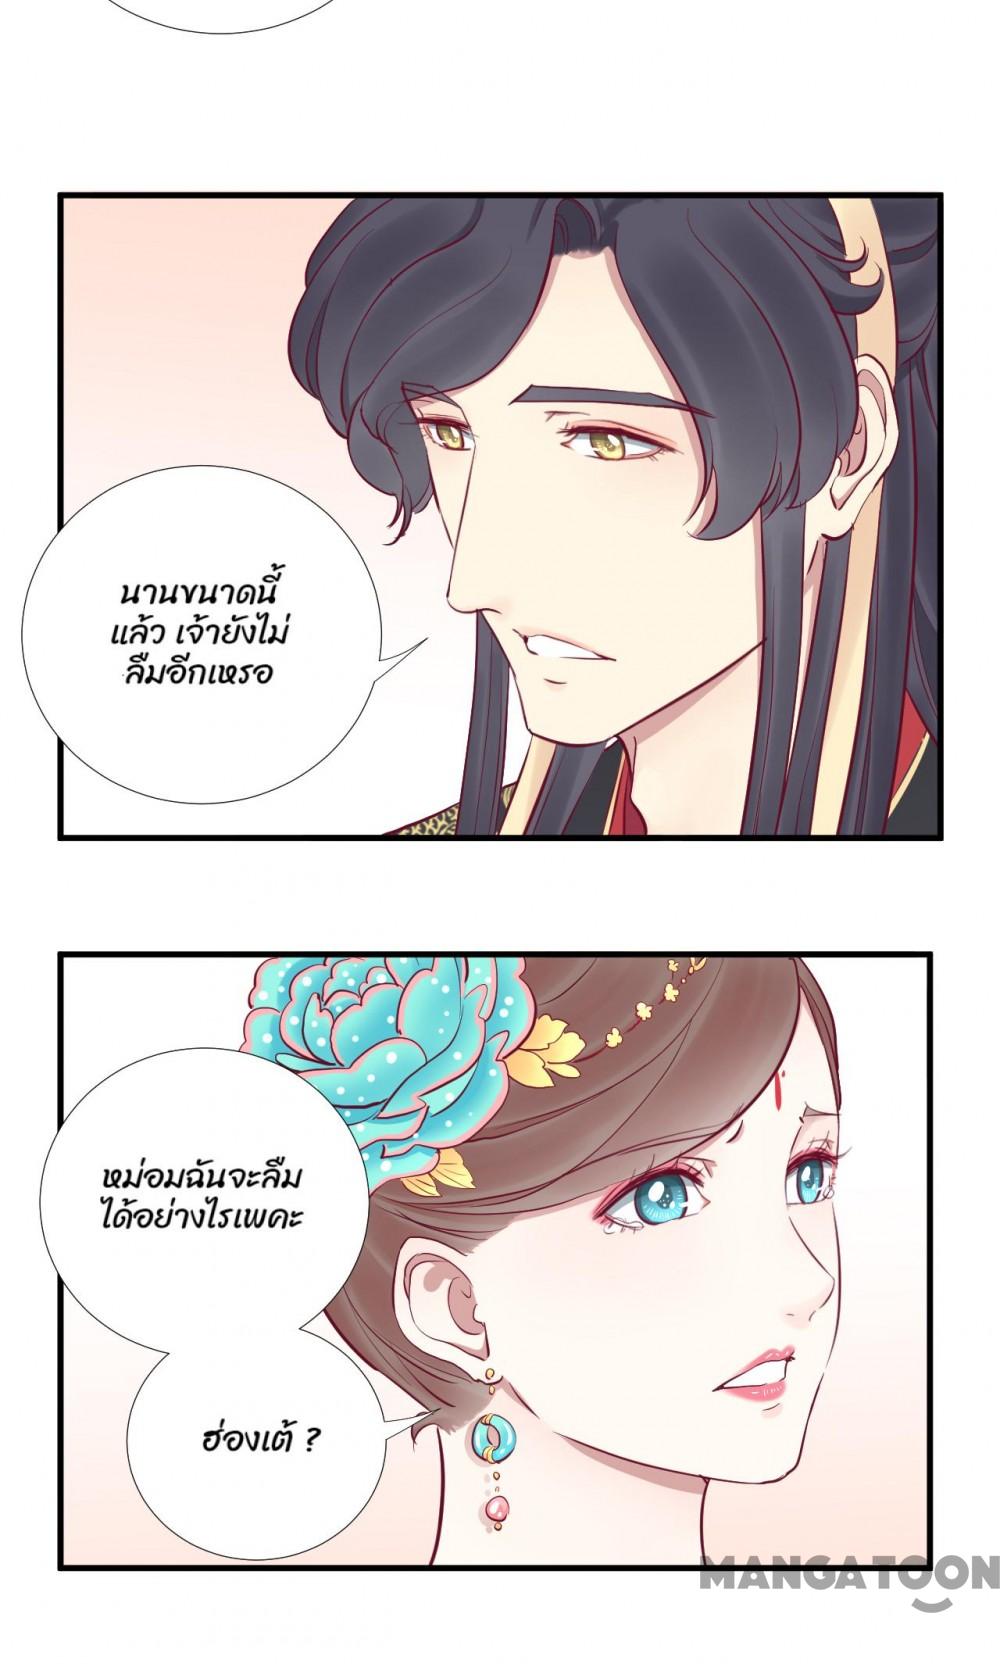 นานขนาดนี้
แล้ว เจ้ายังไม่
ลืมอีกเหรอ
หม่อมฉันจะลืม
ได้อย่างไรเพคะ
ฮ่องเต้ ?
MANGATOON